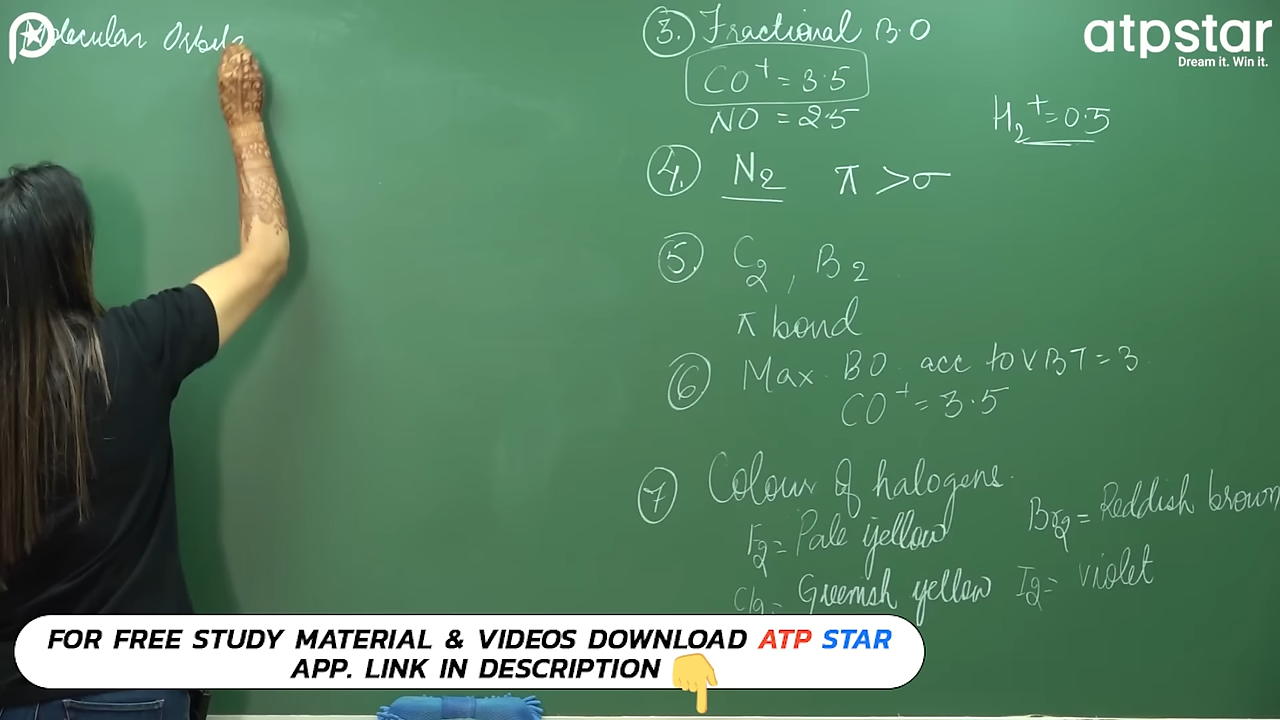 Molecular Orbita
3. Fractional B.O
CO⁺ = 3.5
NO = 2.5
H₂⁺ = 0.5
4. N₂ π > σ
5. C₂, B₂
π bond
6 Max. BO. acc to VBT = 3
CO⁺ = 3.5
7 Colour of halogens.
F₂ = Pale yellow
Br₂ = Reddish brown
Cl₂ = Greenish yellow
I₂ = violet
atpstar
Dream it. Win it.
FOR FREE STUDY MATERIAL & VIDEOS DOWNLOAD ATP STAR
APP. LINK IN DESCRIPTION